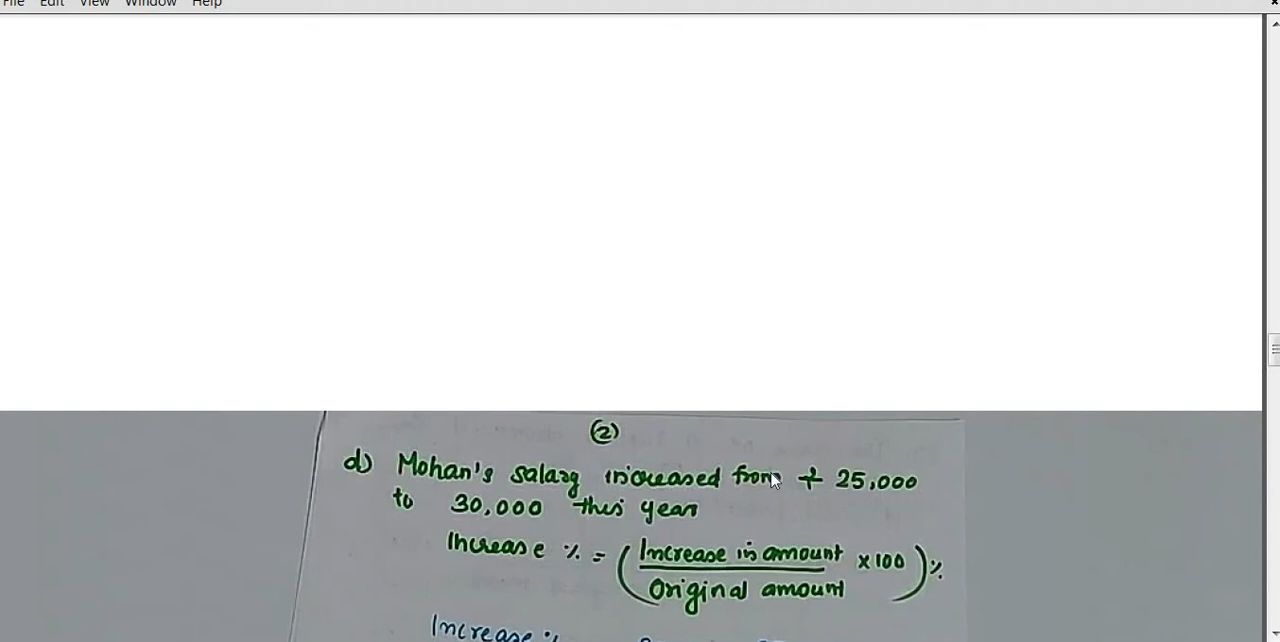 File Edit View Window Help
②
d) Mohan's salary increased from ₹ 25,000
to 30,000 this year
Increase % = ( Increase in amount / Original amount × 100 ) %
Increase